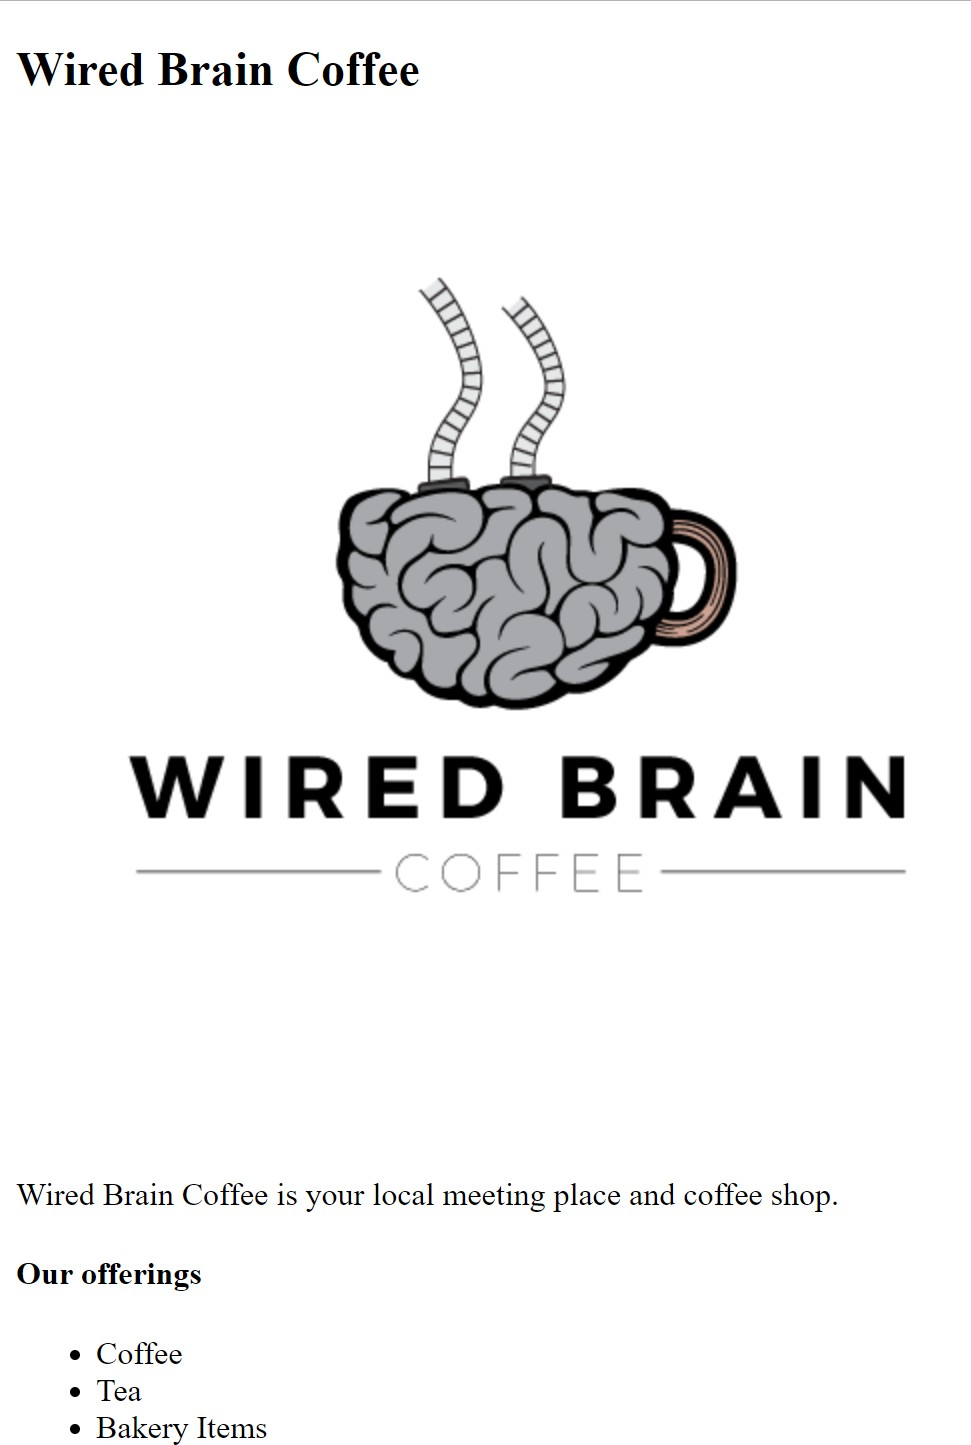 Wired Brain Coffee
WIRED BRAIN
COFFEE
Wired Brain Coffee is your local meeting place and coffee shop.
Our offerings
Coffee
Tea
Bakery Items